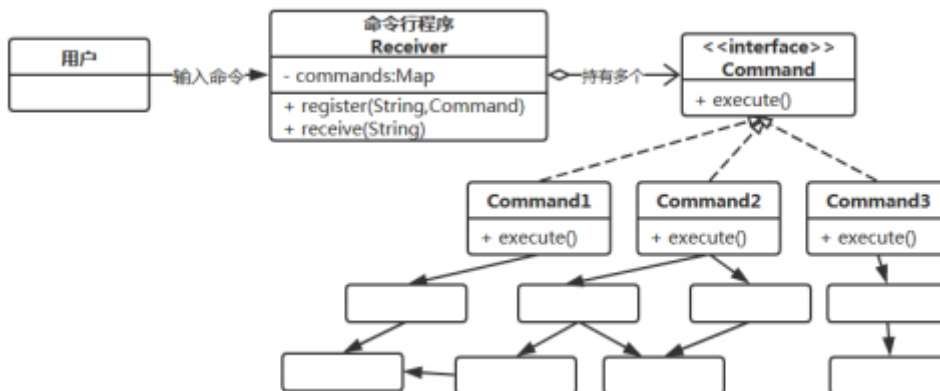 用户
输入命令
命令行程序
Receiver
- commands:Map
+ register(String,Command)
+ receive(String)
持有多个
<<interface>>
Command
+ execute()
Command1
+ execute()
Command2
+ execute()
Command3
+ execute()